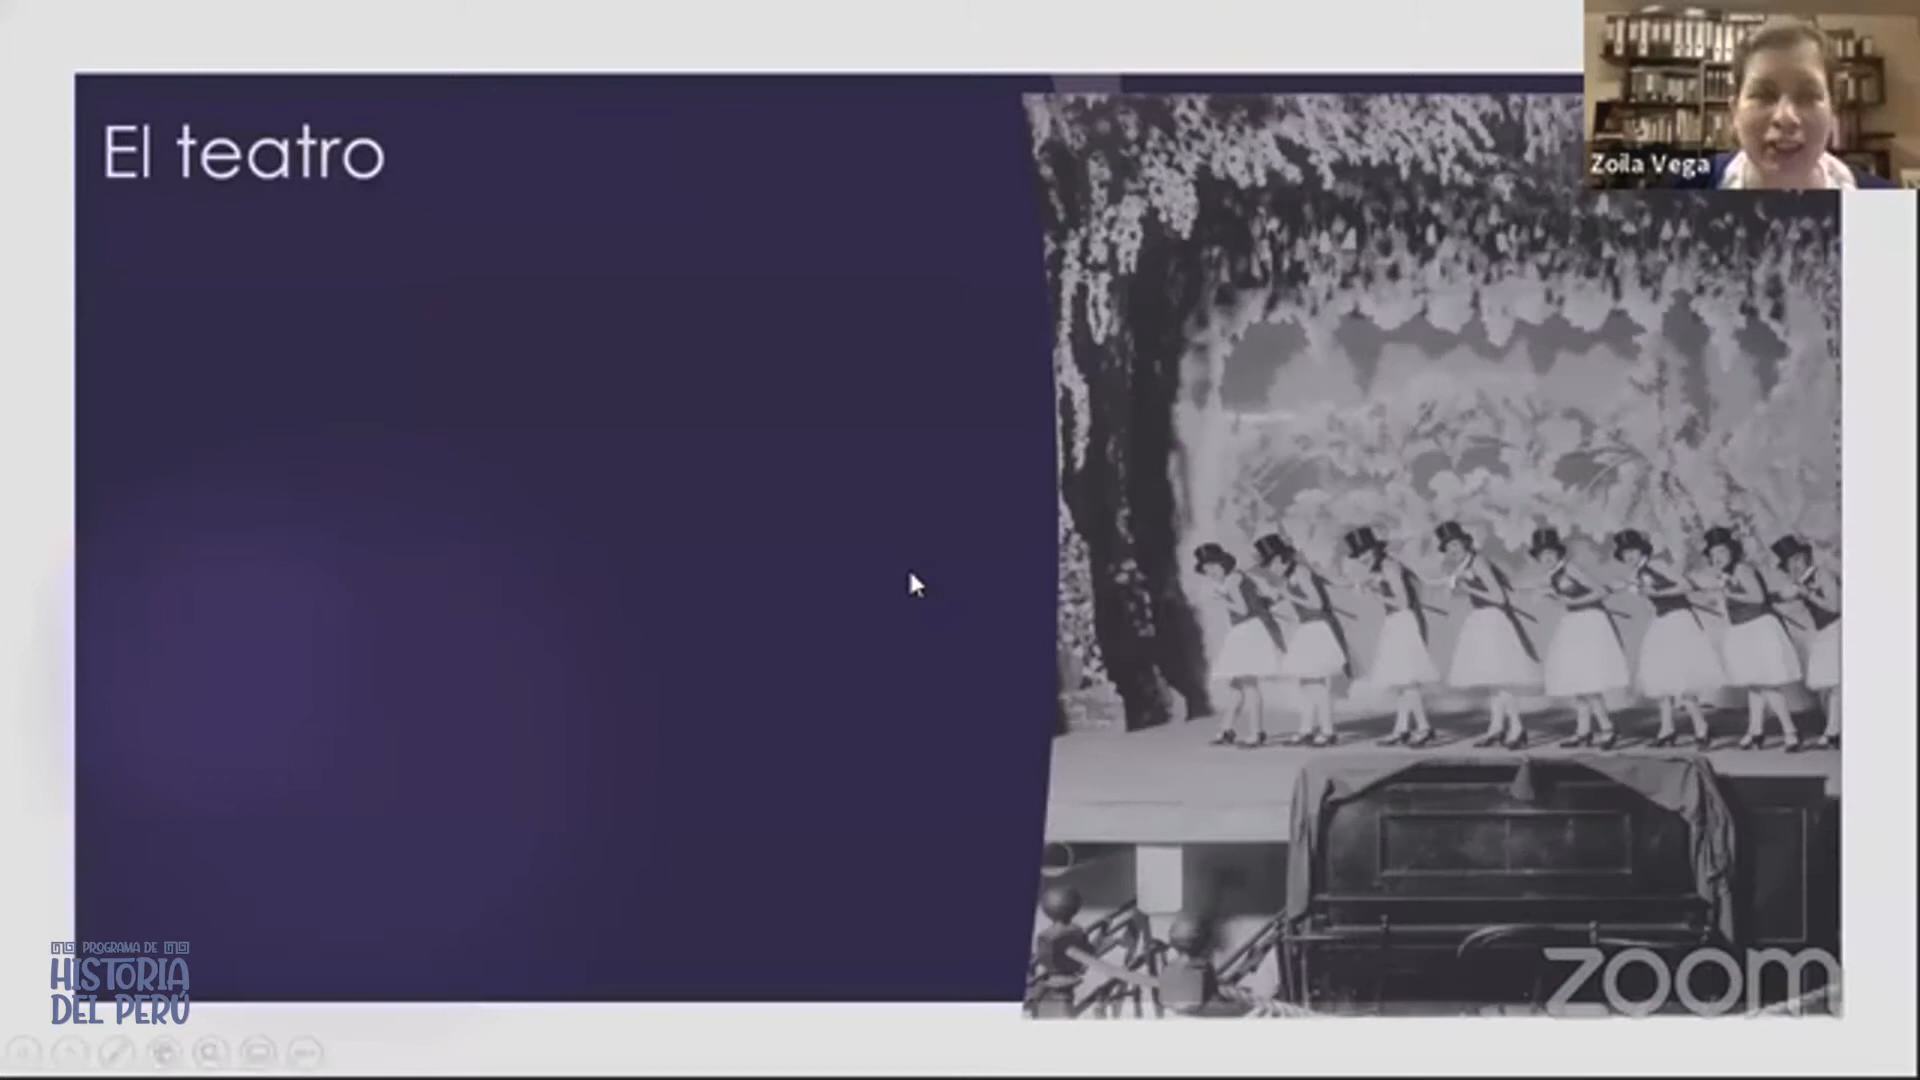 El teatro
Zoila Vega
PROGRAMA DE
HISTORIA
DEL PERÚ
zoom